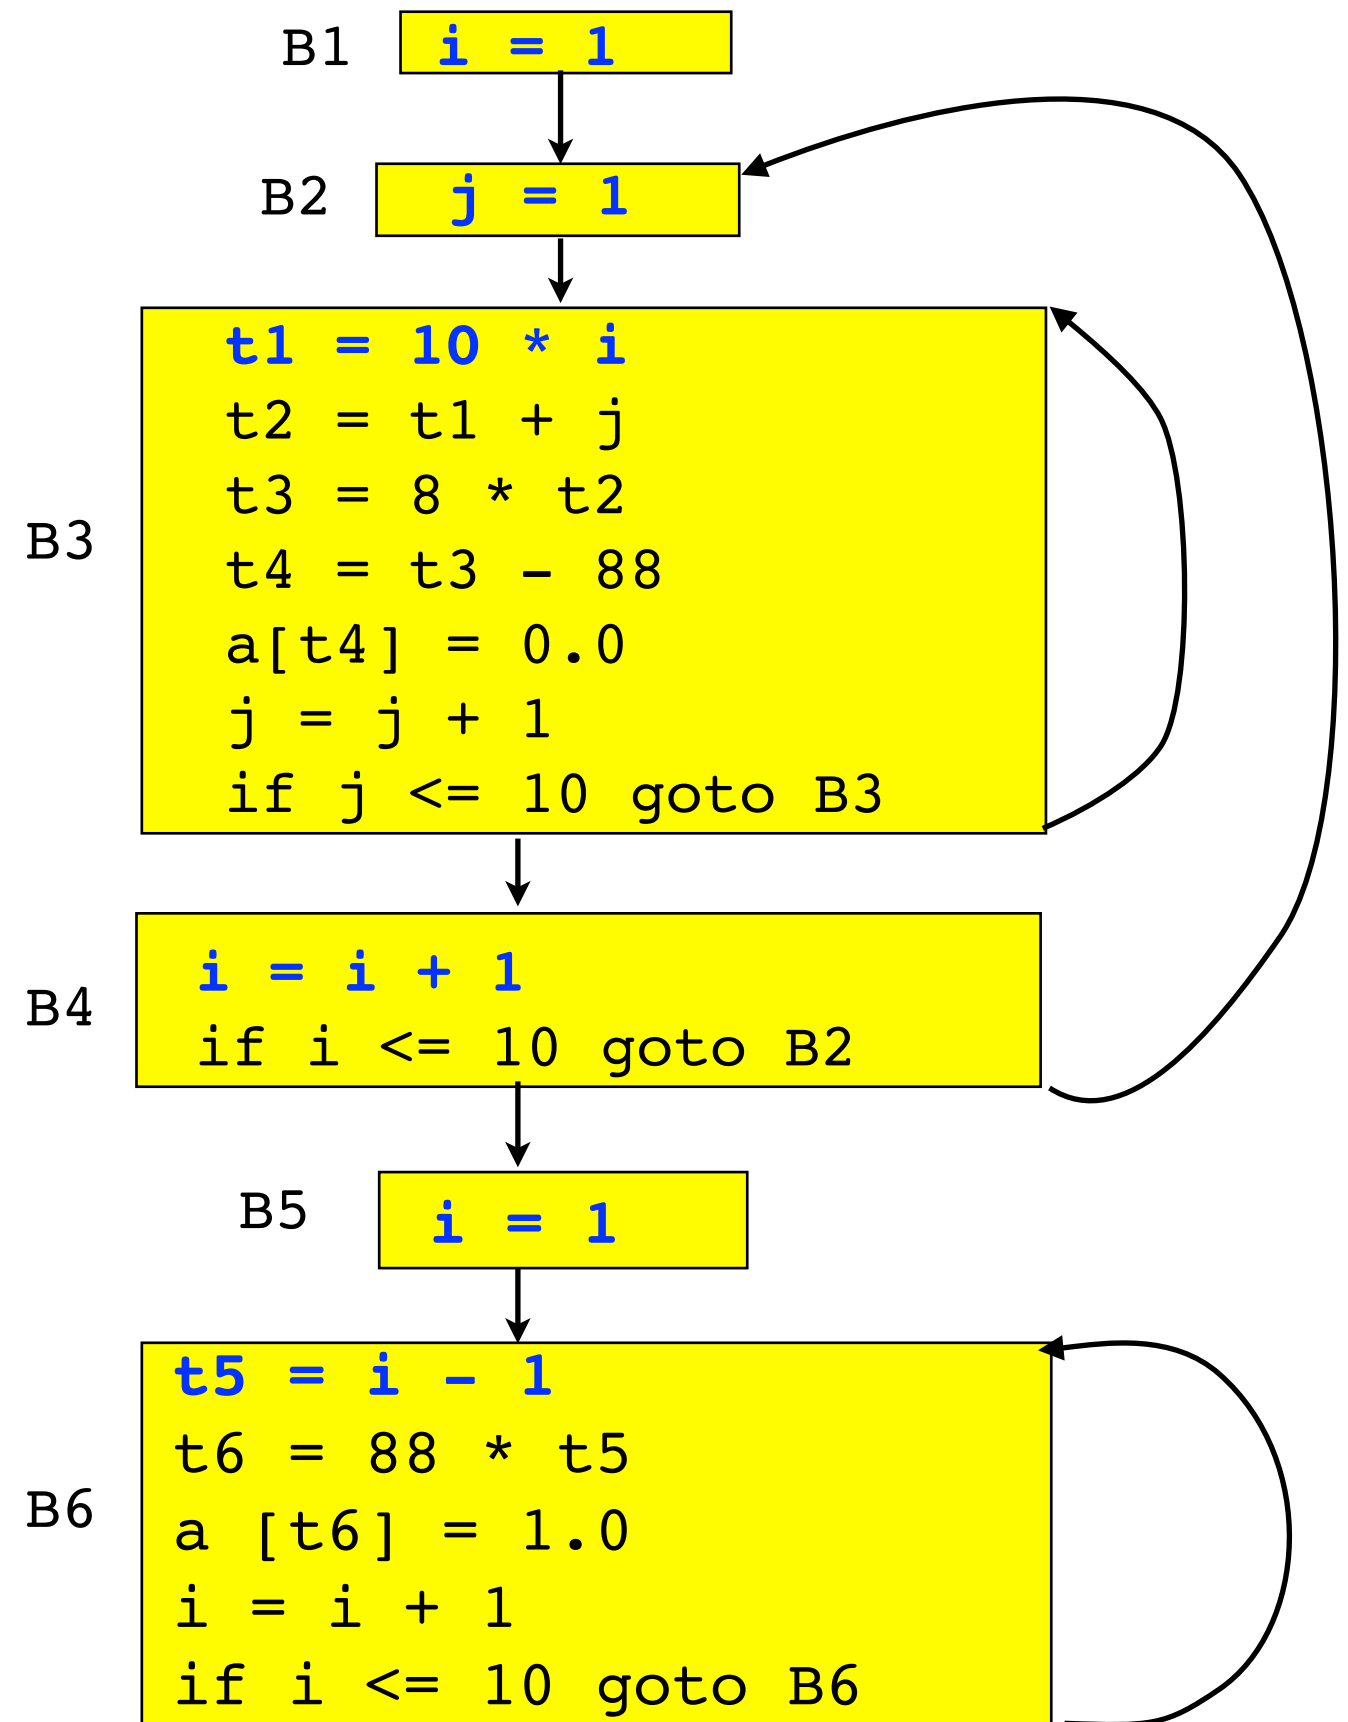 B1
i = 1
B2
j = 1
B3
t1 = 10 * i
t2 = t1 + j
t3 = 8 * t2
t4 = t3 - 88
a[t4] = 0.0
j = j + 1
if j <= 10 goto B3
B4
i = i + 1
if i <= 10 goto B2
B5
i = 1
B6
t5 = i - 1
t6 = 88 * t5
a [t6] = 1.0
i = i + 1
if i <= 10 goto B6